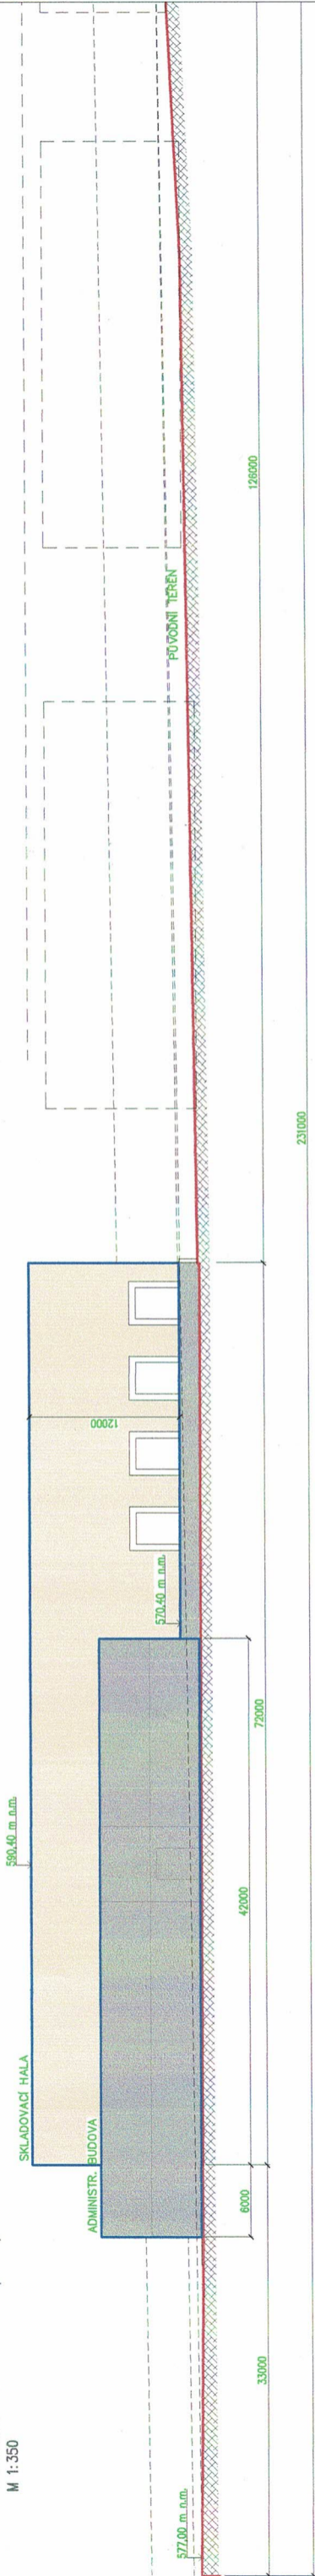 M 1:350
SKLADOVACÍ HALA
590,40 m n.m.
ADMINISTR. BUDOVA
12000
570,40 m n.m.
PŮVODNÍ TERÉN
577,00 m n.m.
6000
42000
33000
72000
126000
231000